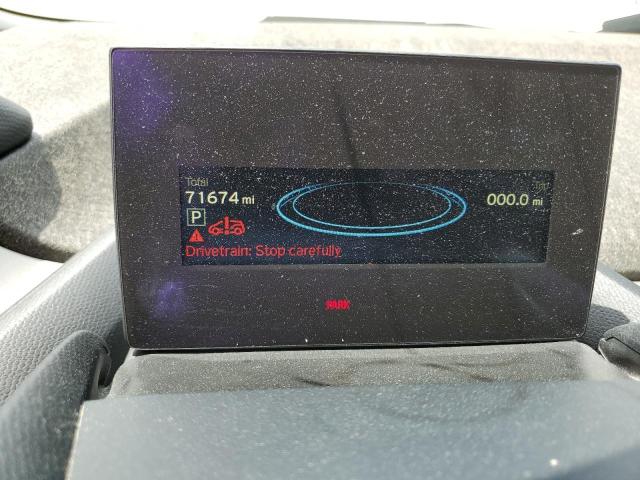 Total
71674 mi
000.0 mi
P
Drivetrain: Stop carefully
PARK